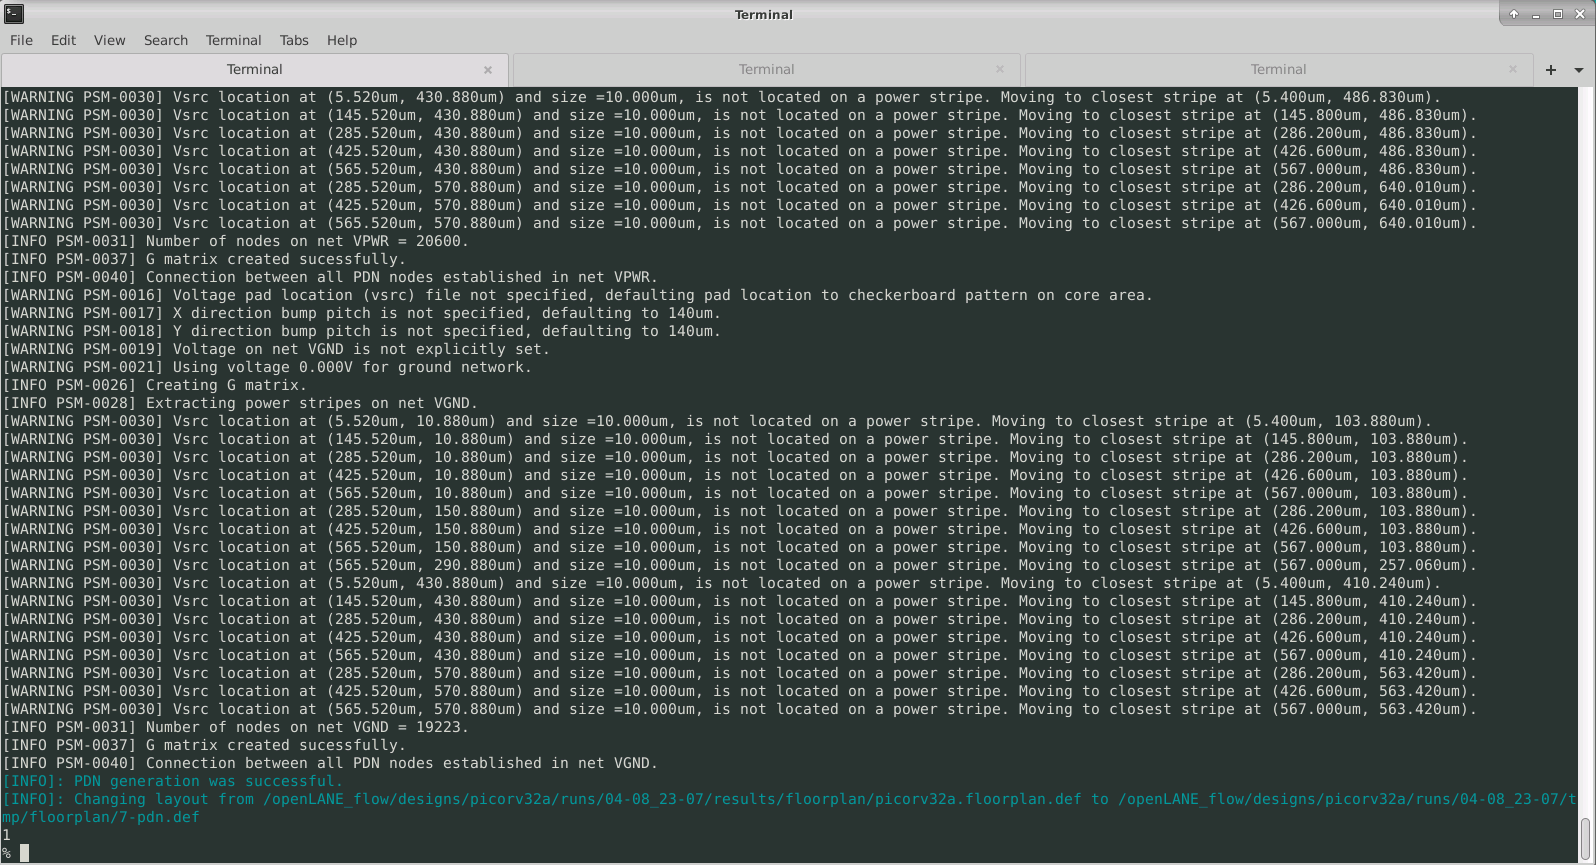 Terminal
File Edit View Search Terminal Tabs Help
Terminal Terminal Terminal
[WARNING PSM-0030] Vsrc location at (5.520um, 430.880um) and size =10.000um, is not located on a power stripe. Moving to closest stripe at (5.400um, 486.830um).
[WARNING PSM-0030] Vsrc location at (145.520um, 430.880um) and size =10.000um, is not located on a power stripe. Moving to closest stripe at (145.800um, 486.830um).
[WARNING PSM-0030] Vsrc location at (285.520um, 430.880um) and size =10.000um, is not located on a power stripe. Moving to closest stripe at (286.200um, 486.830um).
[WARNING PSM-0030] Vsrc location at (425.520um, 430.880um) and size =10.000um, is not located on a power stripe. Moving to closest stripe at (426.600um, 486.830um).
[WARNING PSM-0030] Vsrc location at (565.520um, 430.880um) and size =10.000um, is not located on a power stripe. Moving to closest stripe at (567.000um, 486.830um).
[WARNING PSM-0030] Vsrc location at (285.520um, 570.880um) and size =10.000um, is not located on a power stripe. Moving to closest stripe at (286.200um, 640.010um).
[WARNING PSM-0030] Vsrc location at (425.520um, 570.880um) and size =10.000um, is not located on a power stripe. Moving to closest stripe at (426.600um, 640.010um).
[WARNING PSM-0030] Vsrc location at (565.520um, 570.880um) and size =10.000um, is not located on a power stripe. Moving to closest stripe at (567.000um, 640.010um).
[INFO PSM-0031] Number of nodes on net VPWR = 20600.
[INFO PSM-0037] G matrix created sucessfully.
[INFO PSM-0040] Connection between all PDN nodes established in net VPWR.
[WARNING PSM-0016] Voltage pad location (vsrc) file not specified, defaulting pad location to checkerboard pattern on core area.
[WARNING PSM-0017] X direction bump pitch is not specified, defaulting to 140um.
[WARNING PSM-0018] Y direction bump pitch is not specified, defaulting to 140um.
[WARNING PSM-0019] Voltage on net VGND is not explicitly set.
[WARNING PSM-0021] Using voltage 0.000V for ground network.
[INFO PSM-0026] Creating G matrix.
[INFO PSM-0028] Extracting power stripes on net VGND.
[WARNING PSM-0030] Vsrc location at (5.520um, 10.880um) and size =10.000um, is not located on a power stripe. Moving to closest stripe at (5.400um, 103.880um).
[WARNING PSM-0030] Vsrc location at (145.520um, 10.880um) and size =10.000um, is not located on a power stripe. Moving to closest stripe at (145.800um, 103.880um).
[WARNING PSM-0030] Vsrc location at (285.520um, 10.880um) and size =10.000um, is not located on a power stripe. Moving to closest stripe at (286.200um, 103.880um).
[WARNING PSM-0030] Vsrc location at (425.520um, 10.880um) and size =10.000um, is not located on a power stripe. Moving to closest stripe at (426.600um, 103.880um).
[WARNING PSM-0030] Vsrc location at (565.520um, 10.880um) and size =10.000um, is not located on a power stripe. Moving to closest stripe at (567.000um, 103.880um).
[WARNING PSM-0030] Vsrc location at (285.520um, 150.880um) and size =10.000um, is not located on a power stripe. Moving to closest stripe at (286.200um, 103.880um).
[WARNING PSM-0030] Vsrc location at (425.520um, 150.880um) and size =10.000um, is not located on a power stripe. Moving to closest stripe at (426.600um, 103.880um).
[WARNING PSM-0030] Vsrc location at (565.520um, 150.880um) and size =10.000um, is not located on a power stripe. Moving to closest stripe at (567.000um, 103.880um).
[WARNING PSM-0030] Vsrc location at (565.520um, 290.880um) and size =10.000um, is not located on a power stripe. Moving to closest stripe at (567.000um, 257.060um).
[WARNING PSM-0030] Vsrc location at (5.520um, 430.880um) and size =10.000um, is not located on a power stripe. Moving to closest stripe at (5.400um, 410.240um).
[WARNING PSM-0030] Vsrc location at (145.520um, 430.880um) and size =10.000um, is not located on a power stripe. Moving to closest stripe at (145.800um, 410.240um).
[WARNING PSM-0030] Vsrc location at (285.520um, 430.880um) and size =10.000um, is not located on a power stripe. Moving to closest stripe at (286.200um, 410.240um).
[WARNING PSM-0030] Vsrc location at (425.520um, 430.880um) and size =10.000um, is not located on a power stripe. Moving to closest stripe at (426.600um, 410.240um).
[WARNING PSM-0030] Vsrc location at (565.520um, 430.880um) and size =10.000um, is not located on a power stripe. Moving to closest stripe at (567.000um, 410.240um).
[WARNING PSM-0030] Vsrc location at (285.520um, 570.880um) and size =10.000um, is not located on a power stripe. Moving to closest stripe at (286.200um, 563.420um).
[WARNING PSM-0030] Vsrc location at (425.520um, 570.880um) and size =10.000um, is not located on a power stripe. Moving to closest stripe at (426.600um, 563.420um).
[WARNING PSM-0030] Vsrc location at (565.520um, 570.880um) and size =10.000um, is not located on a power stripe. Moving to closest stripe at (567.000um, 563.420um).
[INFO PSM-0031] Number of nodes on net VGND = 19223.
[INFO PSM-0037] G matrix created sucessfully.
[INFO PSM-0040] Connection between all PDN nodes established in net VGND.
[INFO]: PDN generation was successful.
[INFO]: Changing layout from /openLANE_flow/designs/picorv32a/runs/04-08_23-07/results/floorplan/picorv32a.floorplan.def to /openLANE_flow/designs/picorv32a/runs/04-08_23-07/t
mp/floorplan/7-pdn.def
1
%